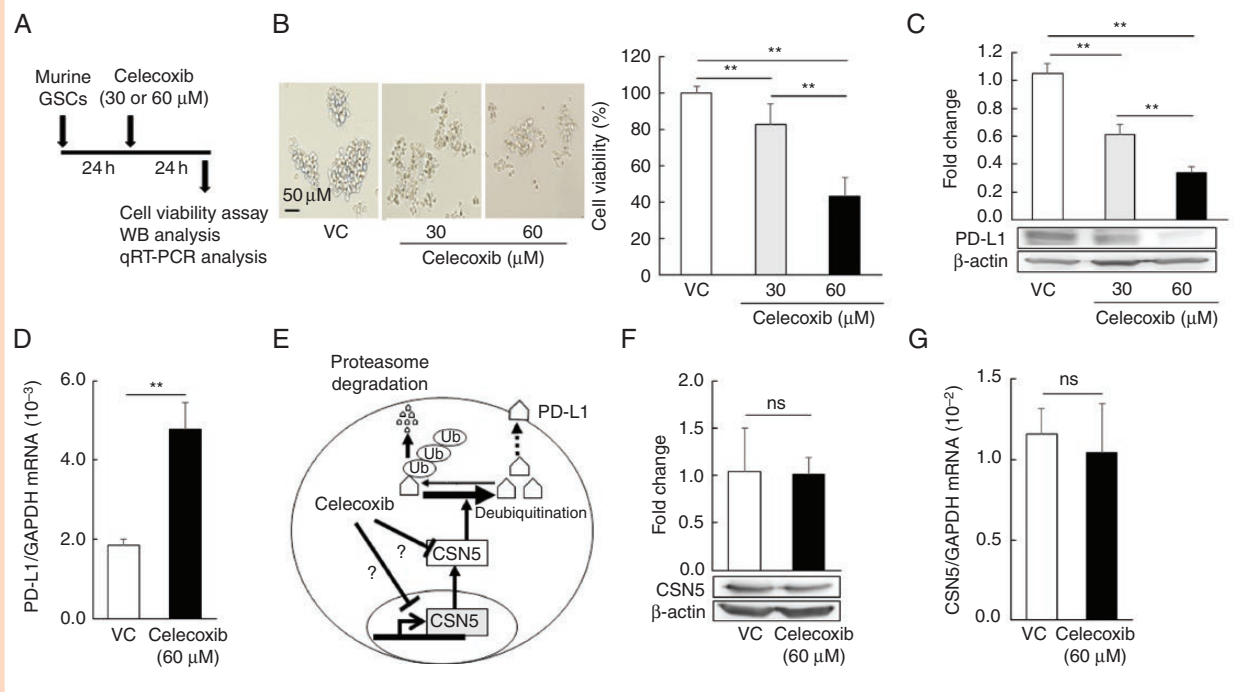 A
Murine
GSCs
Celecoxib
(30 or 60 μM)
24 h
24 h
Cell viability assay
WB analysis
qRT-PCR analysis
B
50 μM
VC
30
60
Celecoxib (μM)
Cell viability (%)
120
100
80
60
40
20
0
**
**
**
VC
30
60
Celecoxib (μM)
C
Fold change
1.2
1.0
0.8
0.6
0.4
0.2
0.0
**
**
**
PD-L1
β-actin
VC
30
60
Celecoxib (μM)
D
PD-L1/GAPDH mRNA (10⁻³)
6.0
4.0
2.0
0.0
**
VC
Celecoxib
(60 μM)
E
Proteasome
degradation
PD-L1
Ub
Ub
Ub
Celecoxib
Deubiquitination
?
CSN5
?
CSN5
F
Fold change
2.0
1.5
1.0
0.5
0.0
ns
CSN5
β-actin
VC
Celecoxib
(60 μM)
G
CSN5/GAPDH mRNA (10⁻²)
1.5
1.0
0.5
0.0
ns
VC
Celecoxib
(60 μM)